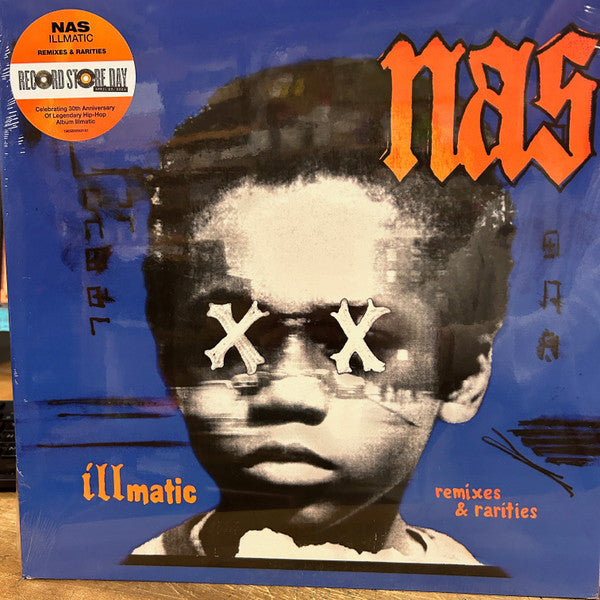 NAS
ILLMATIC
REMIXES & RARITIES
RECORD STORE DAY
Celebrating 30th Anniversary
Of Legendary Hip-Hop
Album Illmatic
nas
illmatic
remixes
& rarities